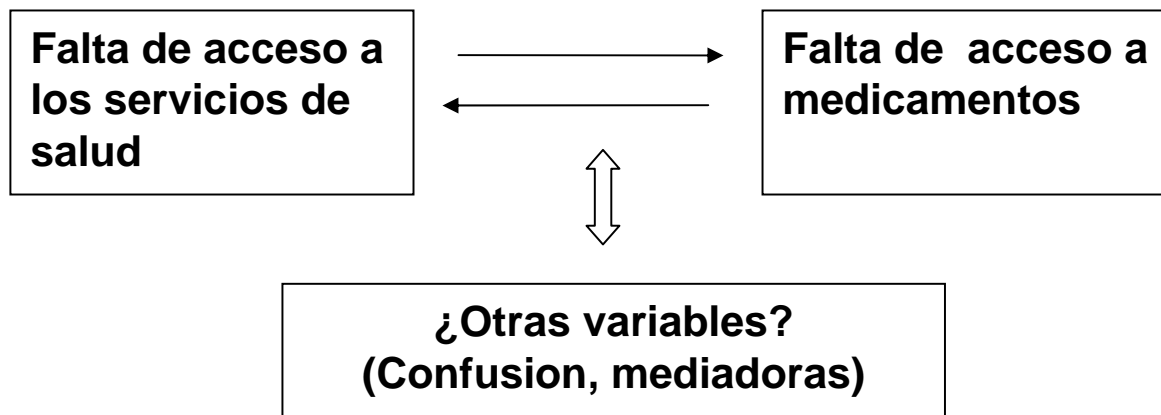 Falta de acceso a
los servicios de
salud
Falta de acceso a
medicamentos
¿Otras variables?
(Confusion, mediadoras)